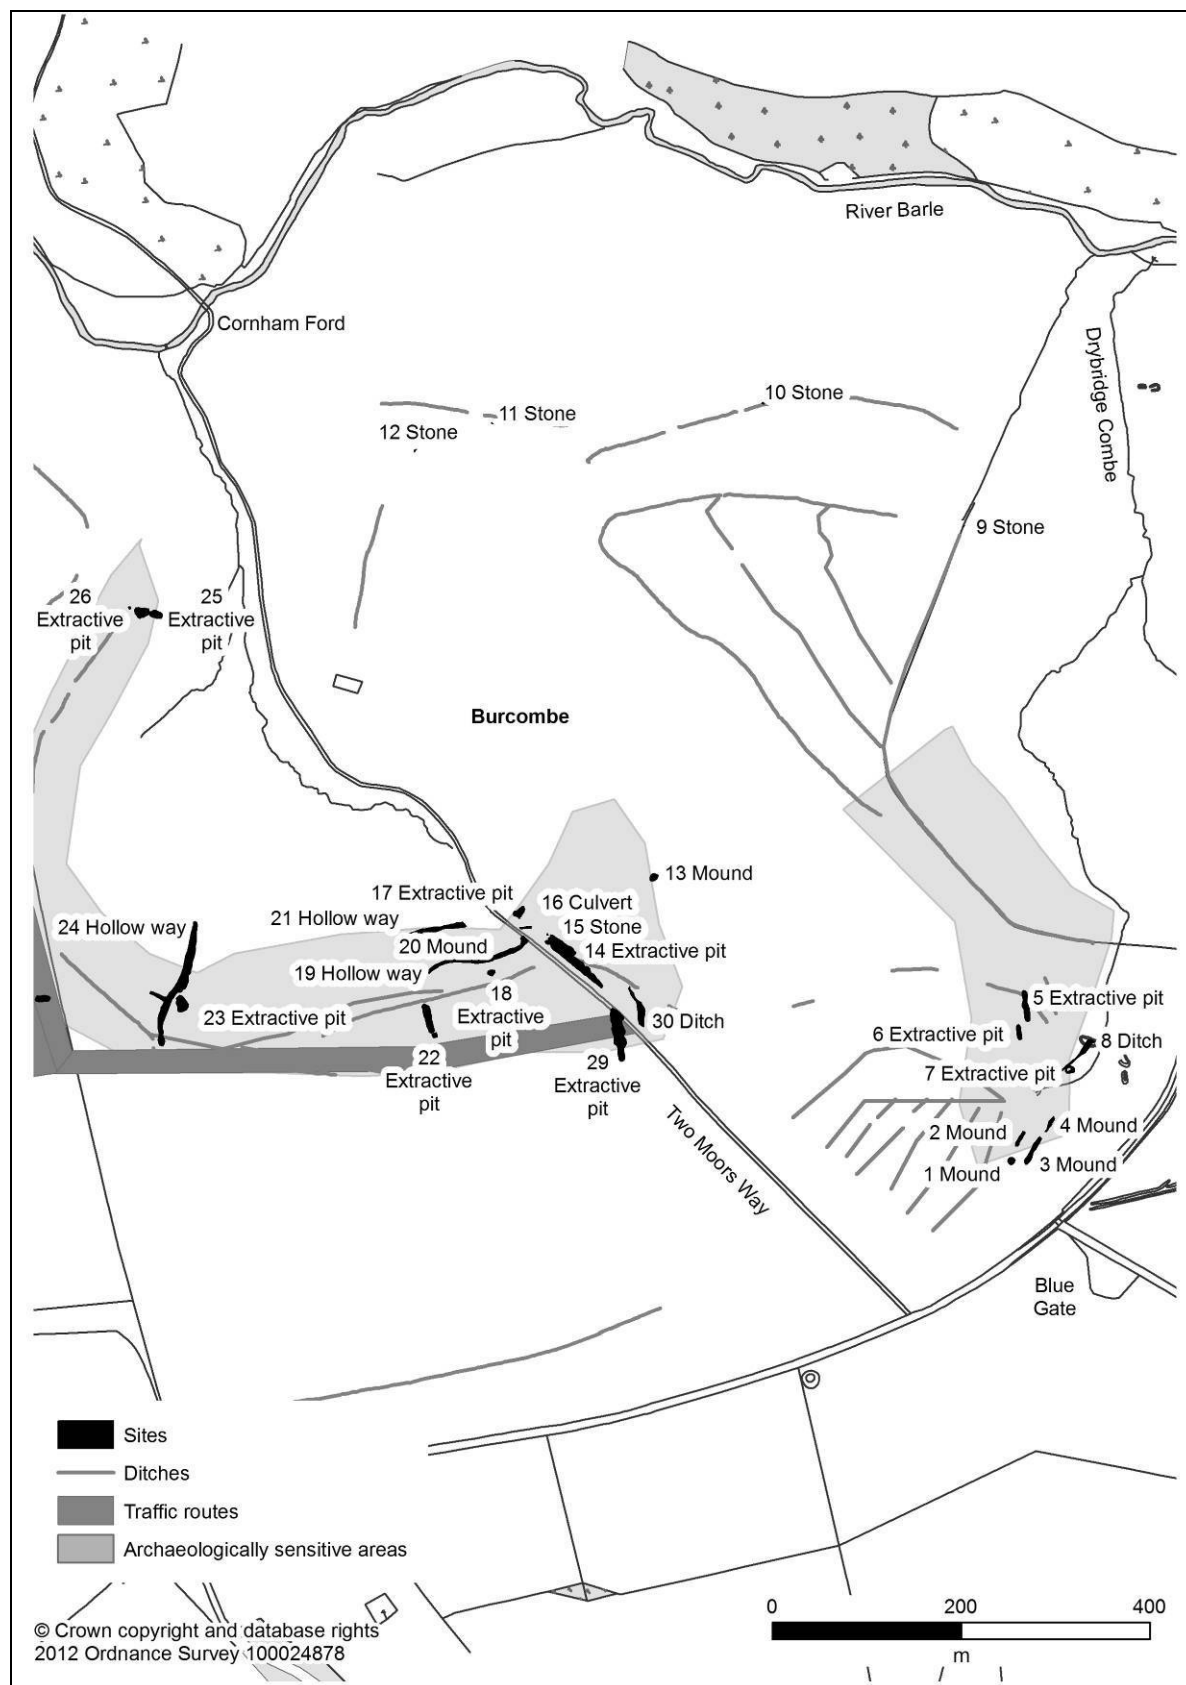 River Barle
Cornham Ford
Drybridge Combe
10 Stone
11 Stone
12 Stone
9 Stone
26
Extractive
pit
25
Extractive
pit
Burcombe
13 Mound
17 Extractive pit
16 Culvert
21 Hollow way
15 Stone
24 Hollow way
20 Mound
14 Extractive pit
19 Hollow way
18
Extractive
pit
23 Extractive pit
30 Ditch
5 Extractive pit
6 Extractive pit
8 Ditch
22
Extractive
pit
29
Extractive
pit
7 Extractive pit
Two Moors Way
2 Mound
4 Mound
1 Mound
3 Mound
Blue
Gate
Sites
Ditches
Traffic routes
Archaeologically sensitive areas
© Crown copyright and database rights
2012 Ordnance Survey 100024878
0 200 400
m